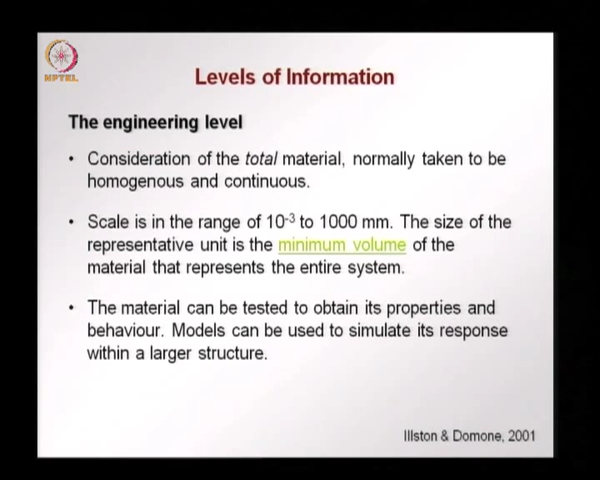 NPTEL
Levels of Information
The engineering level
• Consideration of the total material, normally taken to be
homogenous and continuous.
• Scale is in the range of 10⁻³ to 1000 mm. The size of the
representative unit is the minimum volume of the
material that represents the entire system.
• The material can be tested to obtain its properties and
behaviour. Models can be used to simulate its response
within a larger structure.
Illston & Domone, 2001